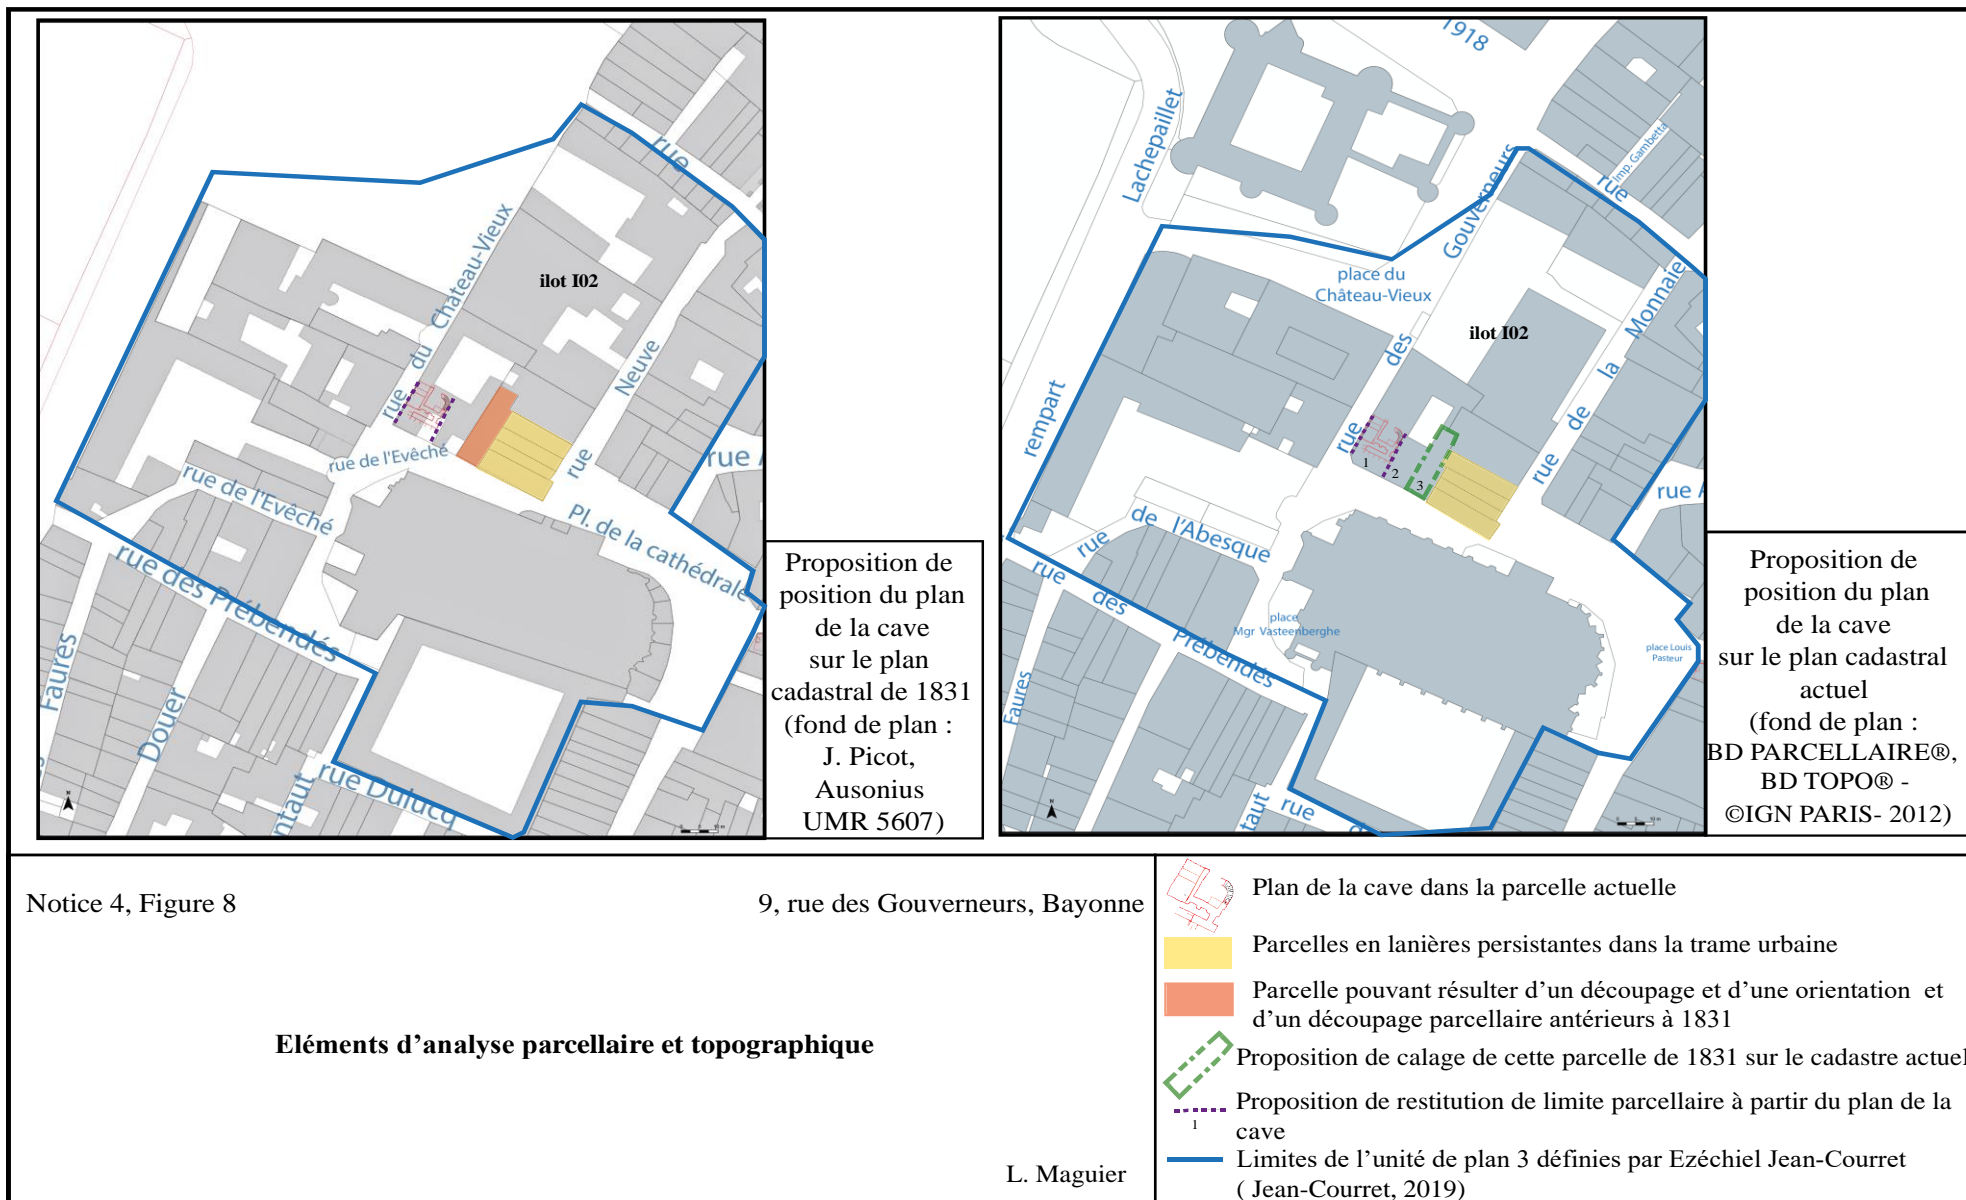 rue
rue du Chateau-Vieux
ilot I02
rue Neuve
rue de l'Evêché
rue de l'Evêché
Pl. de la cathédrale
rue des Prébendés
Faures
Douer
ntaut
rue Dulucq
rue
N
Proposition de
position du plan
de la cave
sur le plan
cadastral de 1831
(fond de plan :
J. Picot,
Ausonius
UMR 5607)
1918
Lachepaillet
rempart
Imp. Gambetta
rue
rue des Gouverneurs
place du
Château-Vieux
ilot I02
rue de la Monnaie
1
2
3
rue
rue de l'Abesque
rue des Prébendés
place
Mgr Vasteenberghe
place Louis
Pasteur
Faures
taut
rue
N
Proposition de
position du plan
de la cave
sur le plan cadastral
actuel
(fond de plan :
BD PARCELLAIRE®,
BD TOPO® -
©IGN PARIS- 2012)
Notice 4, Figure 8
9, rue des Gouverneurs, Bayonne
Eléments d’analyse parcellaire et topographique
L. Maguier
Plan de la cave dans la parcelle actuelle
Parcelles en lanières persistantes dans la trame urbaine
Parcelle pouvant résulter d’un découpage et d’une orientation et
d’un découpage parcellaire antérieurs à 1831
Proposition de calage de cette parcelle de 1831 sur le cadastre actuel
Proposition de restitution de limite parcellaire à partir du plan de la
cave
1
Limites de l’unité de plan 3 définies par Ezéchiel Jean-Courret
( Jean-Courret, 2019)